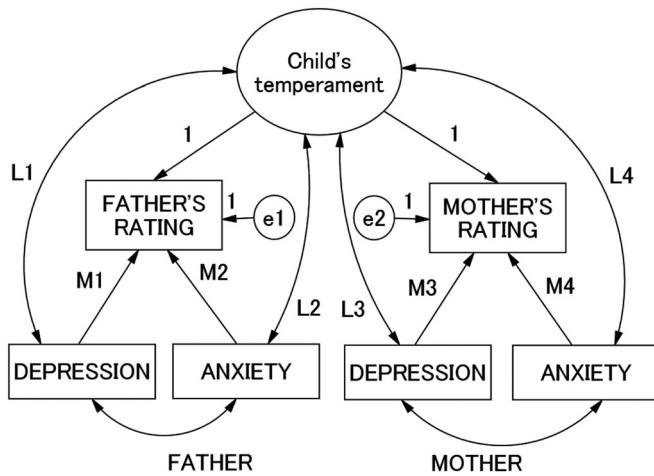 Child's
temperament
1
1
L1
L4
FATHER'S
RATING
1
e1
e2
1
MOTHER'S
RATING
M1
M2
L2
L3
M3
M4
DEPRESSION
ANXIETY
DEPRESSION
ANXIETY
FATHER
MOTHER